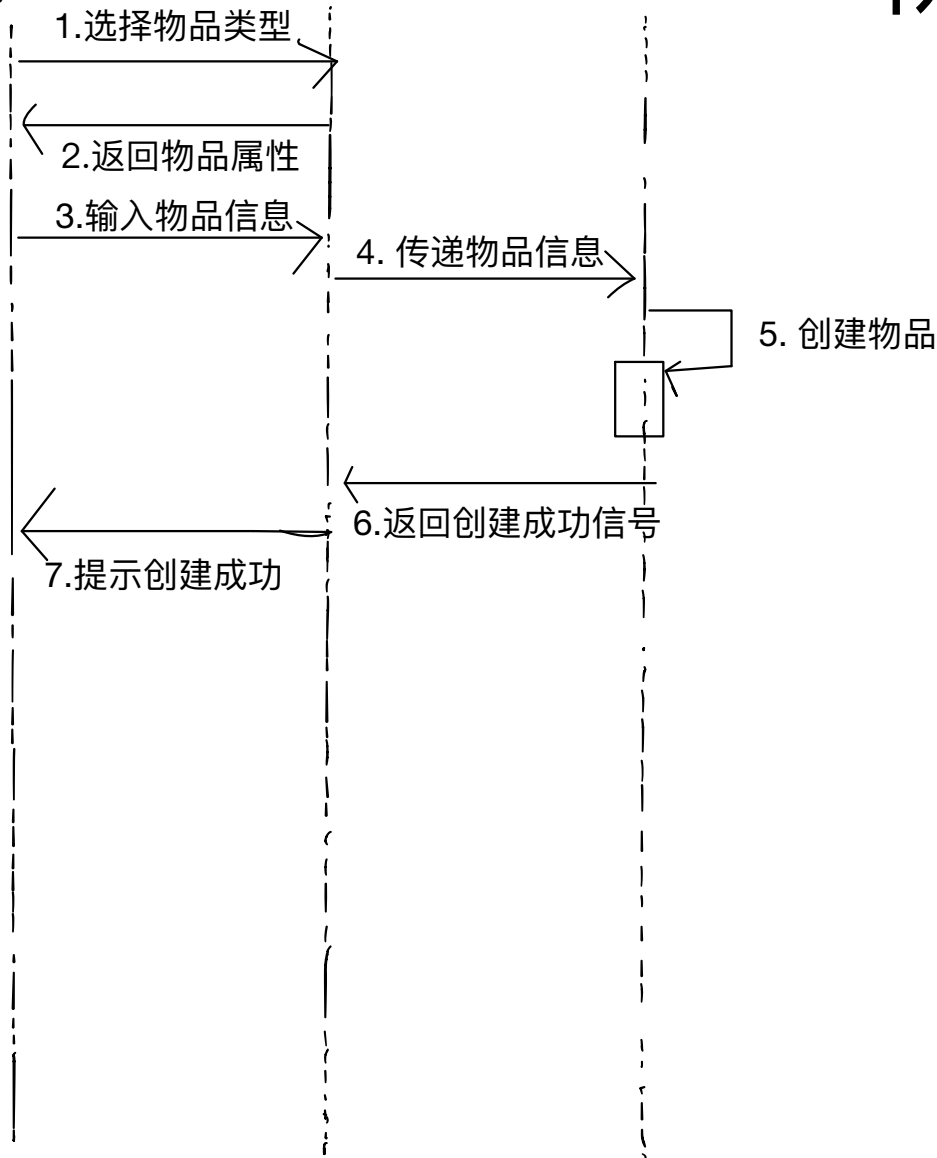 1.选择物品类型
2.返回物品属性
3.输入物品信息
4. 传递物品信息
5. 创建物品
6.返回创建成功信号
7.提示创建成功